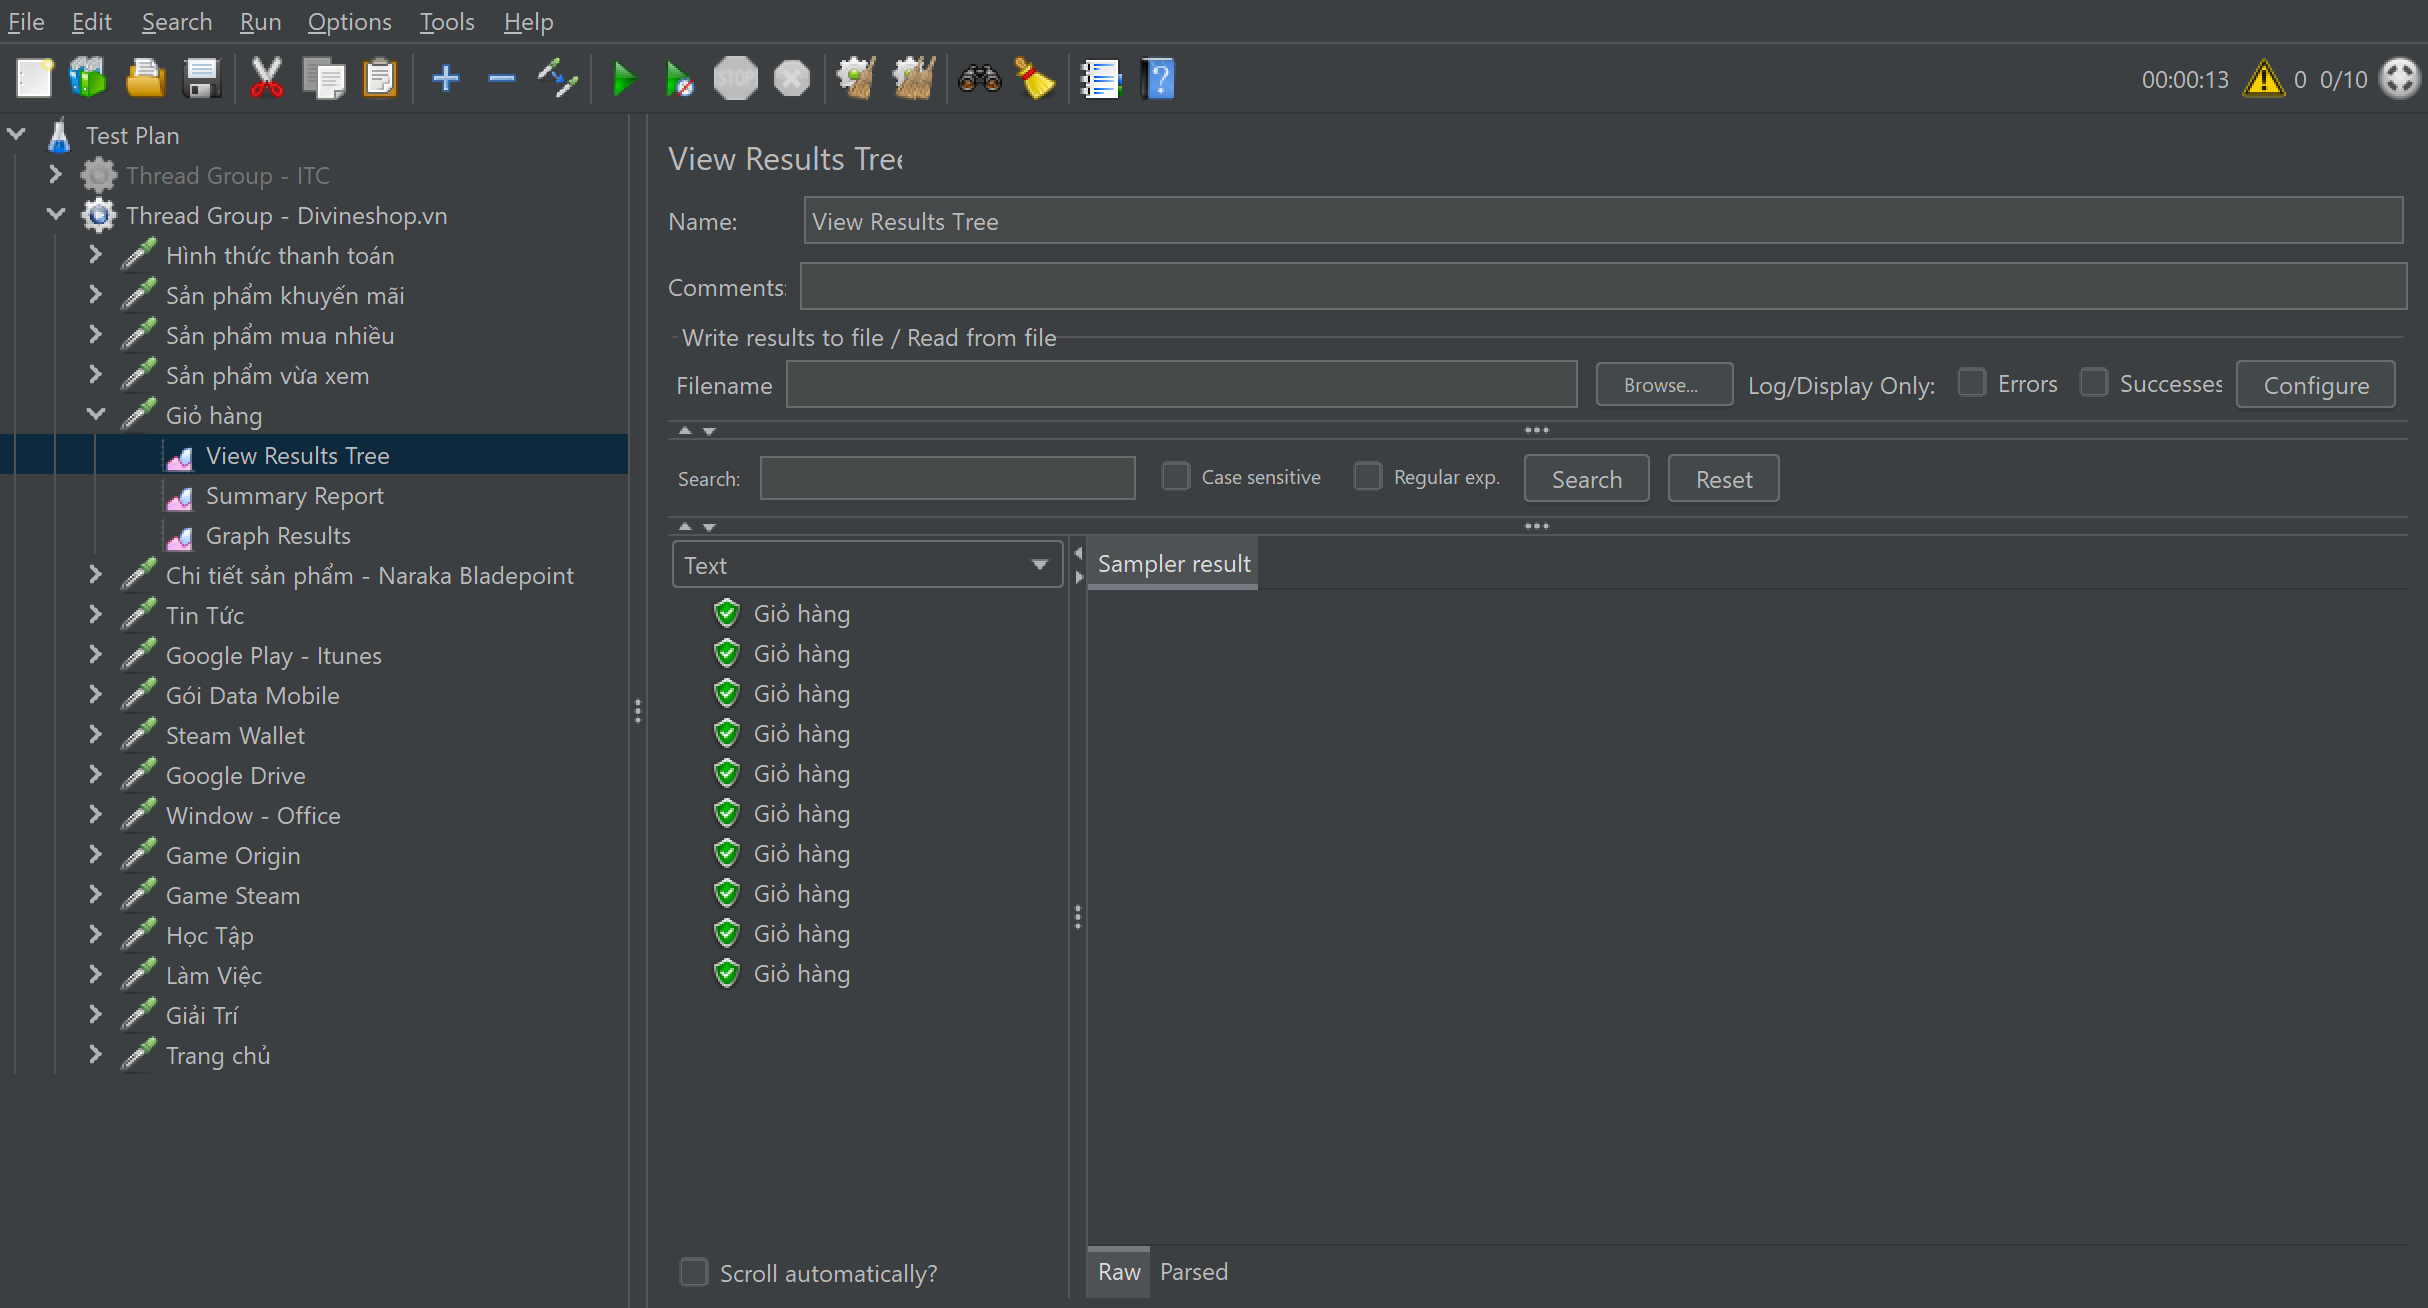 File Edit Search Run Options Tools Help
STOP
00:00:13 0 0/10
Test Plan
Thread Group - ITC
Thread Group - Divineshop.vn
Hình thức thanh toán
Sản phẩm khuyến mãi
Sản phẩm mua nhiều
Sản phẩm vừa xem
Giỏ hàng
View Results Tree
Summary Report
Graph Results
Chi tiết sản phẩm - Naraka Bladepoint
Tin Tức
Google Play - Itunes
Gói Data Mobile
Steam Wallet
Google Drive
Window - Office
Game Origin
Game Steam
Học Tập
Làm Việc
Giải Trí
Trang chủ
View Results Tree
Name: View Results Tree
Comments:
Write results to file / Read from file
Filename Browse... Log/Display Only: Errors Successes Configure
Search: Case sensitive Regular exp. Search Reset
Text
Sampler result
Giỏ hàng
Giỏ hàng
Giỏ hàng
Giỏ hàng
Giỏ hàng
Giỏ hàng
Giỏ hàng
Giỏ hàng
Giỏ hàng
Giỏ hàng
Scroll automatically?
Raw Parsed